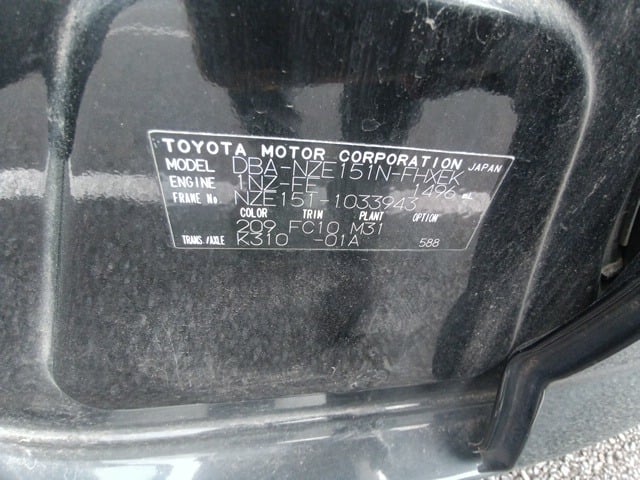 TOYOTA MOTOR CORPORATION JAPAN
MODEL DBA-NZE151N-FHXEK
ENGINE 1NZ-FE 1496 mL
FRAME No. NZE151-1033943
COLOR TRIM PLANT OPTION
209 FC10 M31
TRANS./AXLE K310 -01A 588